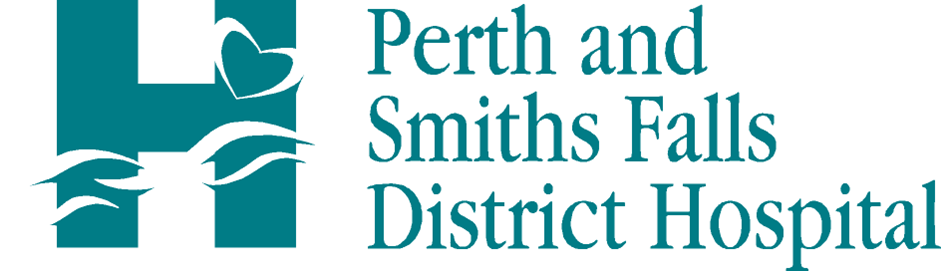 Perth and
Smiths Falls
District Hospital